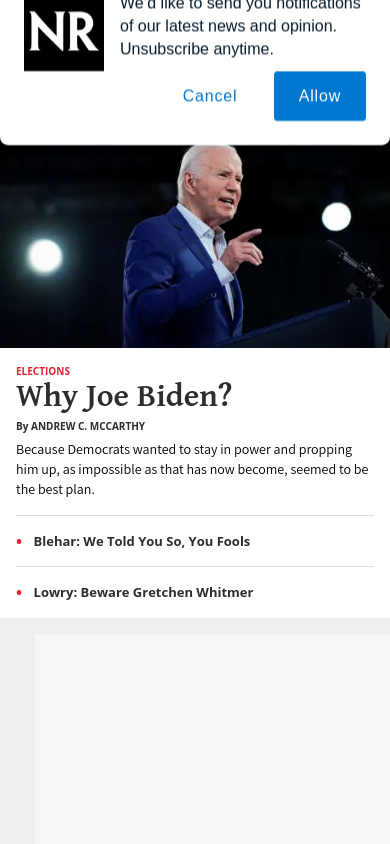 We'd like to send you notifications
NR
of our latest news and opinion.
Unsubscribe anytime.
Cancel
Allow
ELECTIONS
Why Joe Biden?
By ANDREW C. MCCARTHY
Because Democrats wanted to stay in power and propping
him up, as impossible as that has now become, seemed to be
the best plan.
• Blehar: We Told You So, You Fools
• Lowry: Beware Gretchen Whitmer